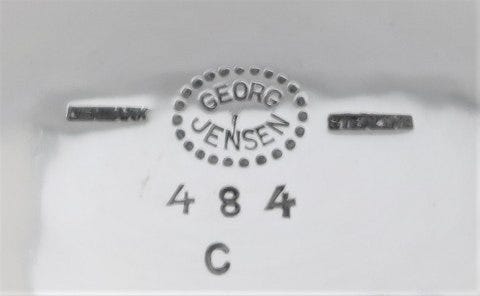 GEORG
JENSEN
DENMARK STERLING
484
C